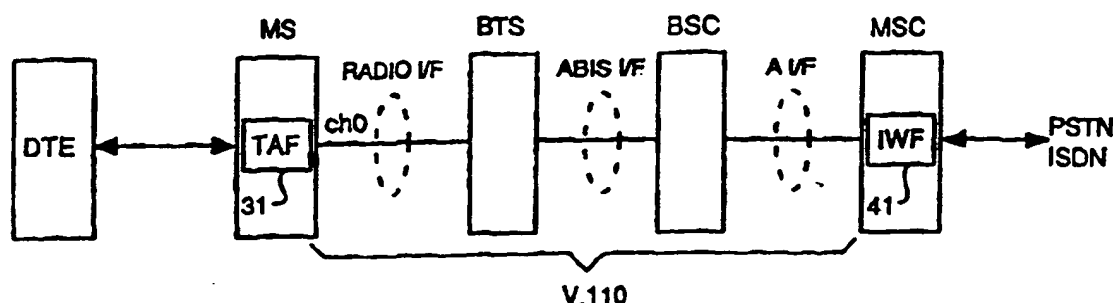 MS BTS BSC MSC
RADIO I/F ABIS I/F A I/F
DTE TAF ch0 IWF PSTN
ISDN
31 41
V.110